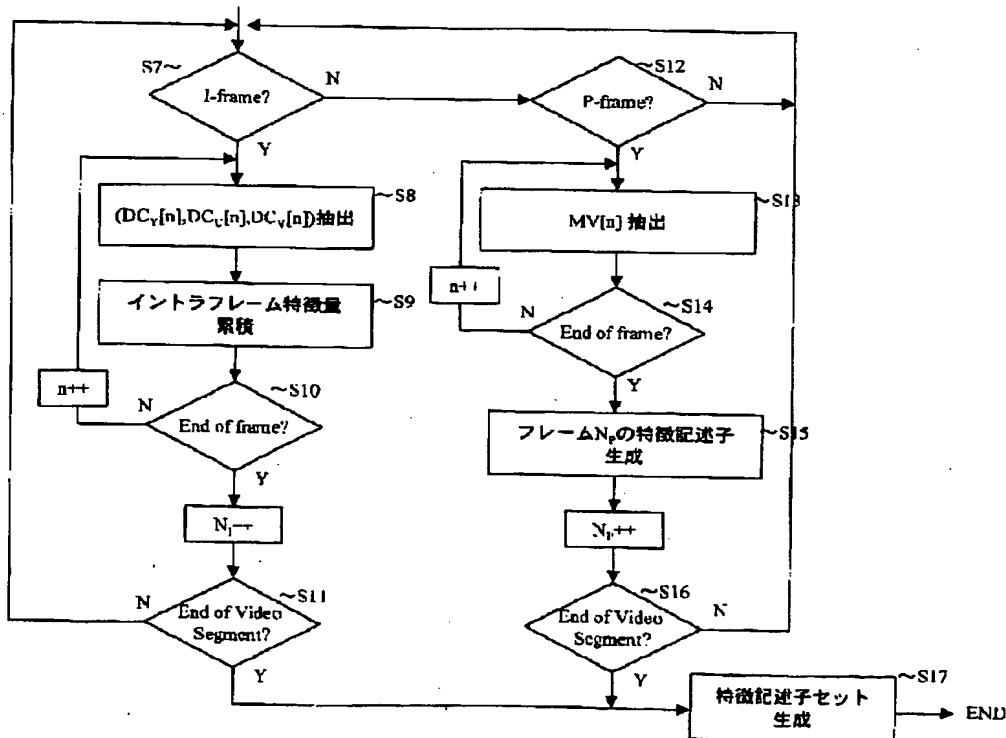 ～S7
I-frame?
N
Y
～S12
P-frame?
N
Y
～S8
(DCY[n],DCU[n],DCV[n])抽出
～S9
イントラフレーム特徴量
累積
n++
N
～S10
End of frame?
Y
～S11
N
End of Video
Segment?
Y
～S13
MV[n] 抽出
n++
N
～S14
End of frame?
Y
～S15
フレームNPの特徴記述子
生成
～S16
End of Video
Segment?
N
Y
～S17
特徴記述子セット
生成
END